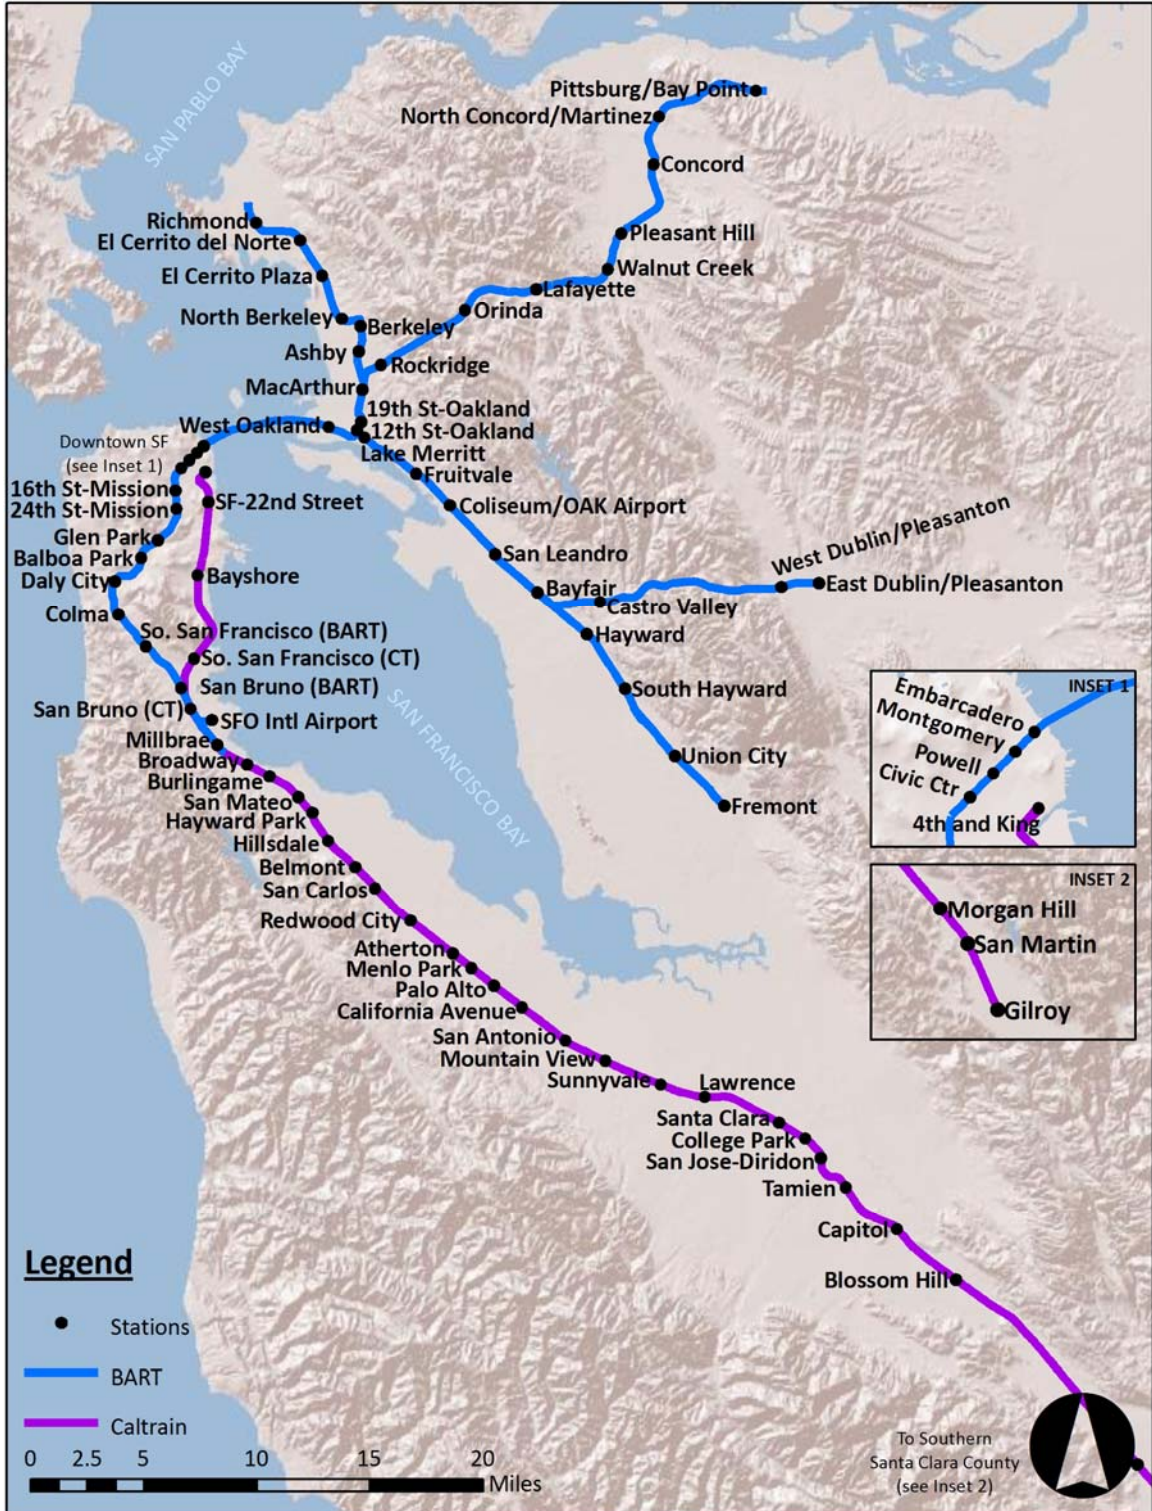 SAN PABLO BAY
Pittsburg/Bay Point
North Concord/Martinez
Concord
Richmond
El Cerrito del Norte
Pleasant Hill
El Cerrito Plaza
Walnut Creek
Lafayette
Orinda
North Berkeley
Berkeley
Ashby
Rockridge
MacArthur
19th St-Oakland
West Oakland
12th St-Oakland
Downtown SF
(see Inset 1)
Lake Merritt
Fruitvale
16th St-Mission
24th St-Mission
SF-22nd Street
Coliseum/OAK Airport
Glen Park
Balboa Park
San Leandro
West Dublin/Pleasanton
Daly City
Bayshore
Bayfair
East Dublin/Pleasanton
Castro Valley
Colma
So. San Francisco (BART)
Hayward
So. San Francisco (CT)
San Bruno (BART)
South Hayward
San Bruno (CT)
SFO Intl Airport
SAN FRANCISCO BAY
Millbrae
Broadway
Union City
Burlingame
San Mateo
Fremont
Hayward Park
Hillsdale
Belmont
San Carlos
Redwood City
Atherton
Menlo Park
Palo Alto
California Avenue
San Antonio
Mountain View
Sunnyvale
Lawrence
Santa Clara
College Park
San Jose-Diridon
Tamien
Capitol
Blossom Hill
INSET 1
Embarcadero
Montgomery
Powell
Civic Ctr
4th and King
INSET 2
Morgan Hill
San Martin
Gilroy
Legend
Stations
BART
Caltrain
0 2.5 5 10 15 20
Miles
To Southern
Santa Clara County
(see Inset 2)